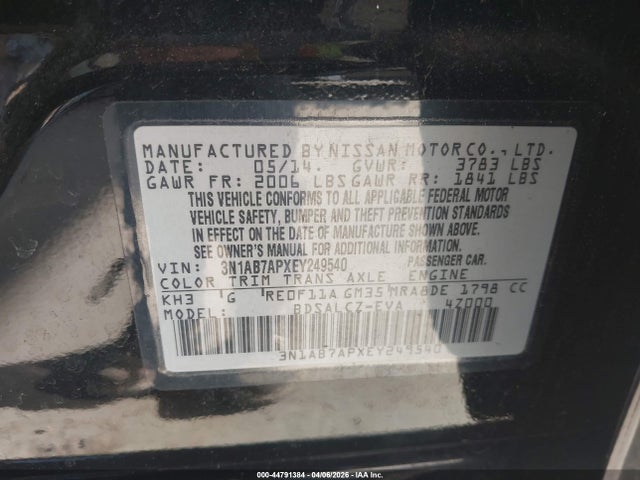 MANUFACTURED BY NISSAN MOTOR CO., LTD.
DATE: 05/14. GVWR: 3783 LBS
GAWR FR: 2006 LBS GAWR RR: 1841 LBS
THIS VEHICLE CONFORMS TO ALL APPLICABLE FEDERAL MOTOR
VEHICLE SAFETY, BUMPER AND THEFT PREVENTION STANDARDS
IN EFFECT ON THE DATE OF MANUFACTURE SHOWN ABOVE.
SEE OWNER'S MANUAL FOR ADDITIONAL INFORMATION.
VIN: 3N1AB7APXEY249540 PASSENGER CAR.
COLOR TRIM TRANS AXLE ENGINE
KH3 G RE0F11A GM35 MRA8DE 1798 CC
MODEL: BDSALCZ-EVA 4Z000
3N1AB7APXEY249540
000-44791384 | 04/06/2026 - IAA, Inc.